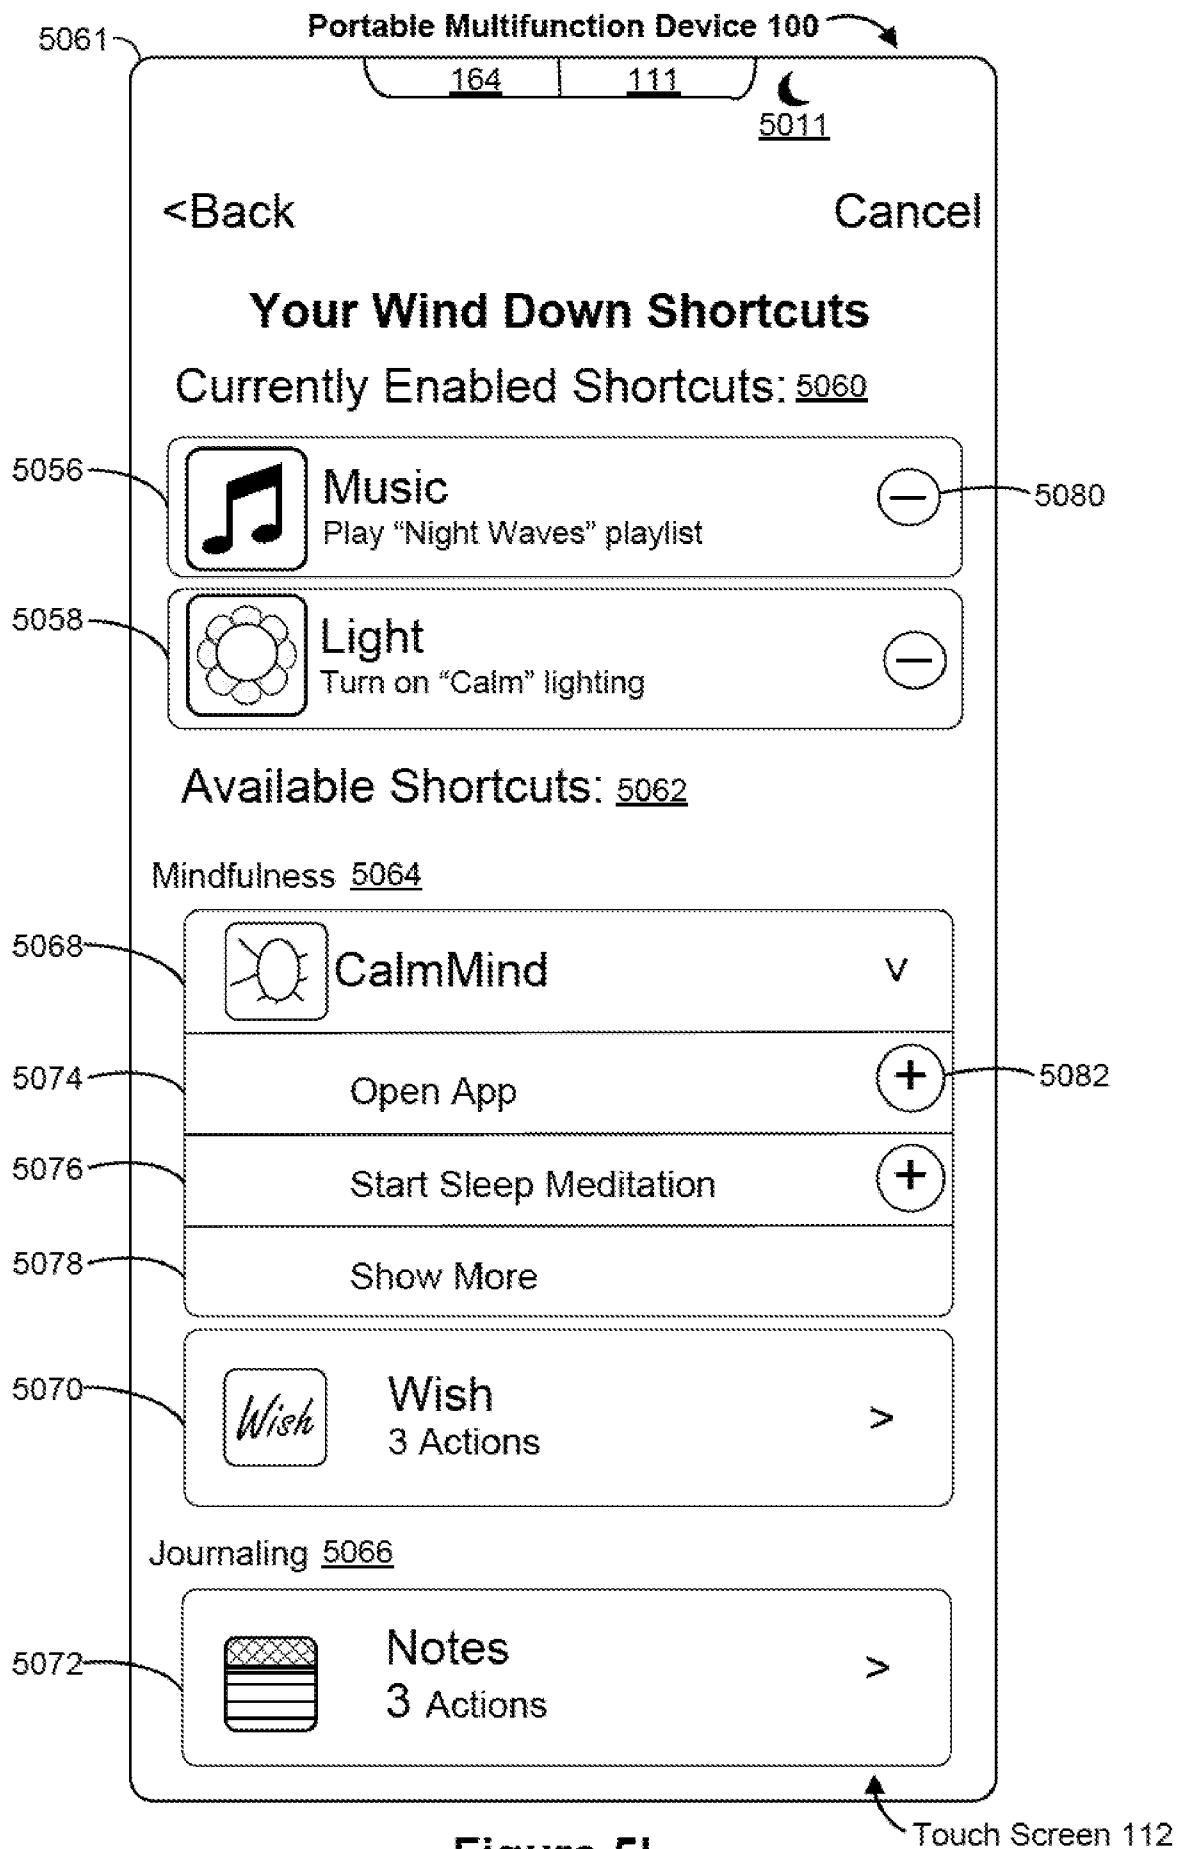 Portable Multifunction Device 100
5061
164 111
5011
<Back Cancel
Your Wind Down Shortcuts
Currently Enabled Shortcuts: 5060
5056
Music
5080
Play “Night Waves” playlist
5058
Light
Turn on “Calm” lighting
Available Shortcuts: 5062
Mindfulness 5064
5068
CalmMind v
5074
Open App +
5082
5076
Start Sleep Meditation +
5078
Show More
5070
Wish
Wish >
3 Actions
Journaling 5066
5072
Notes >
3 Actions
Touch Screen 112